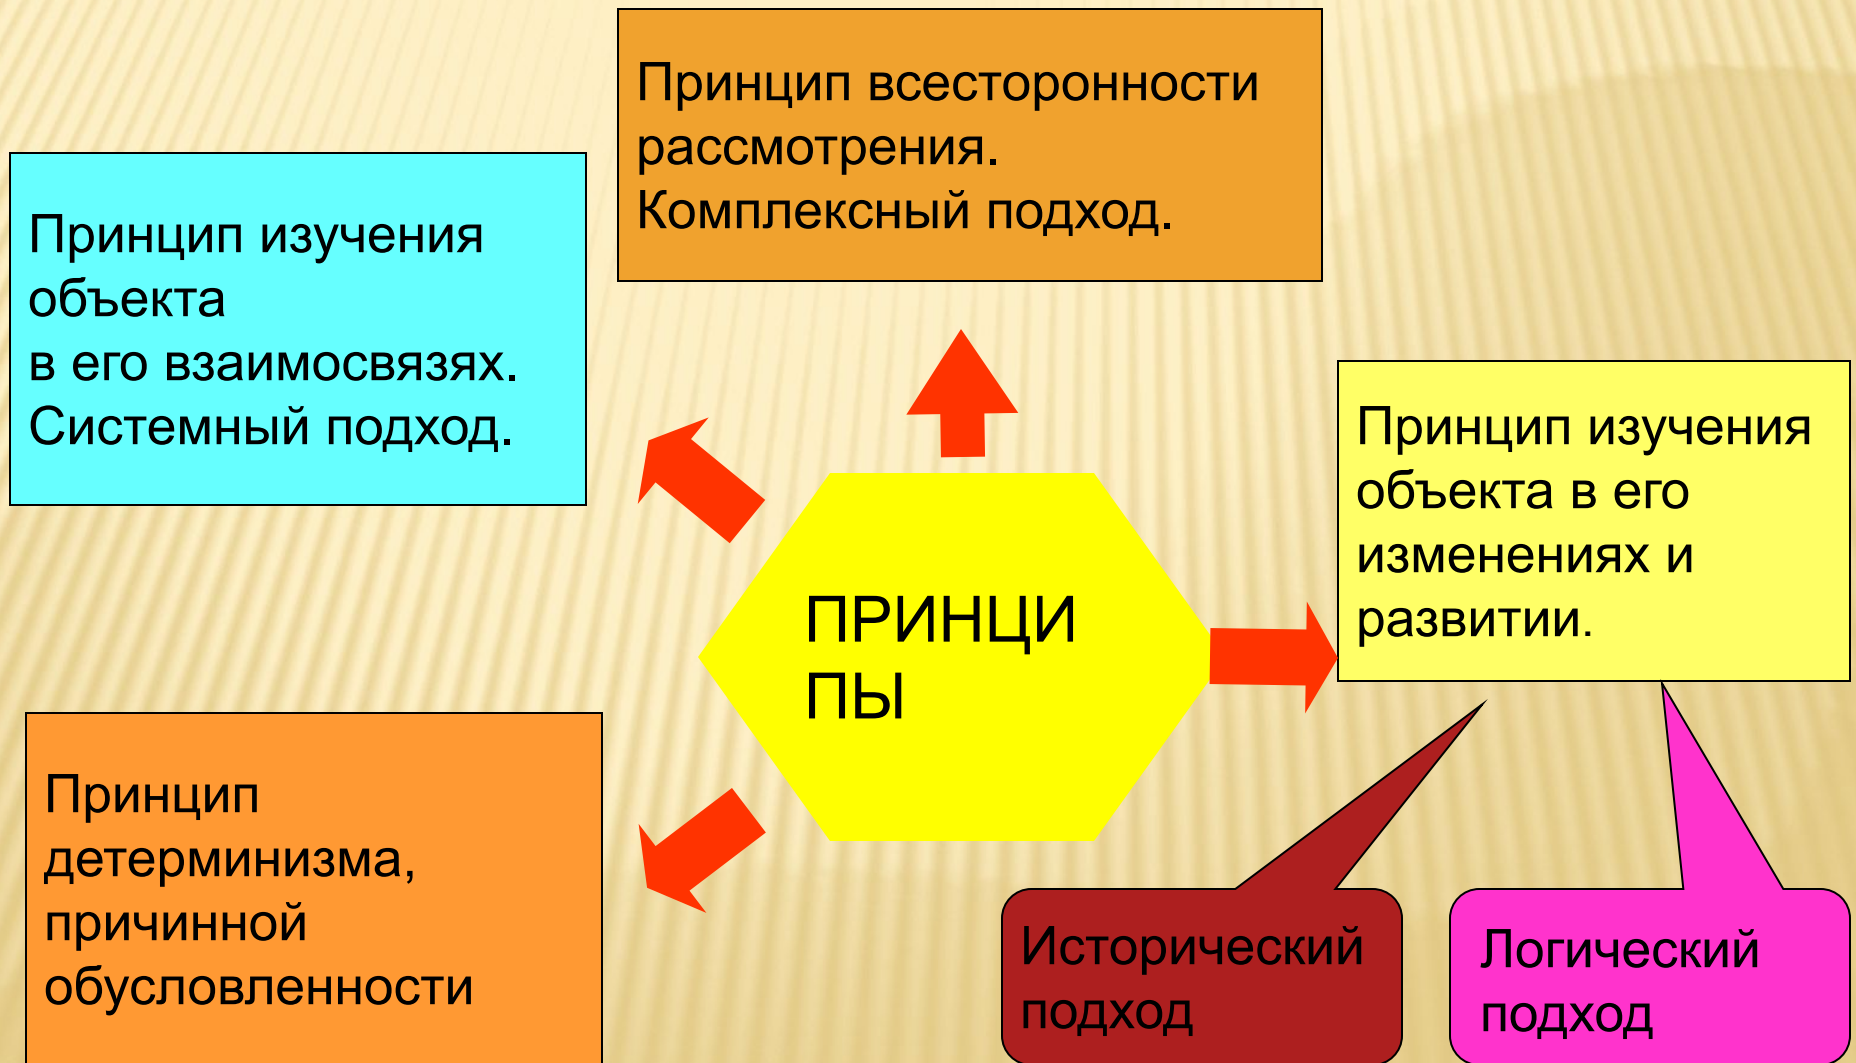 Принцип всесторонности
рассмотрения.
Комплексный подход.
Принцип изучения
объекта
в его взаимосвязях.
Системный подход.
Принцип изучения
объекта в его
изменениях и
развитии.
ПРИНЦИ
ПЫ
Принцип
детерминизма,
причинной
обусловленности
Исторический
подход
Логический
подход